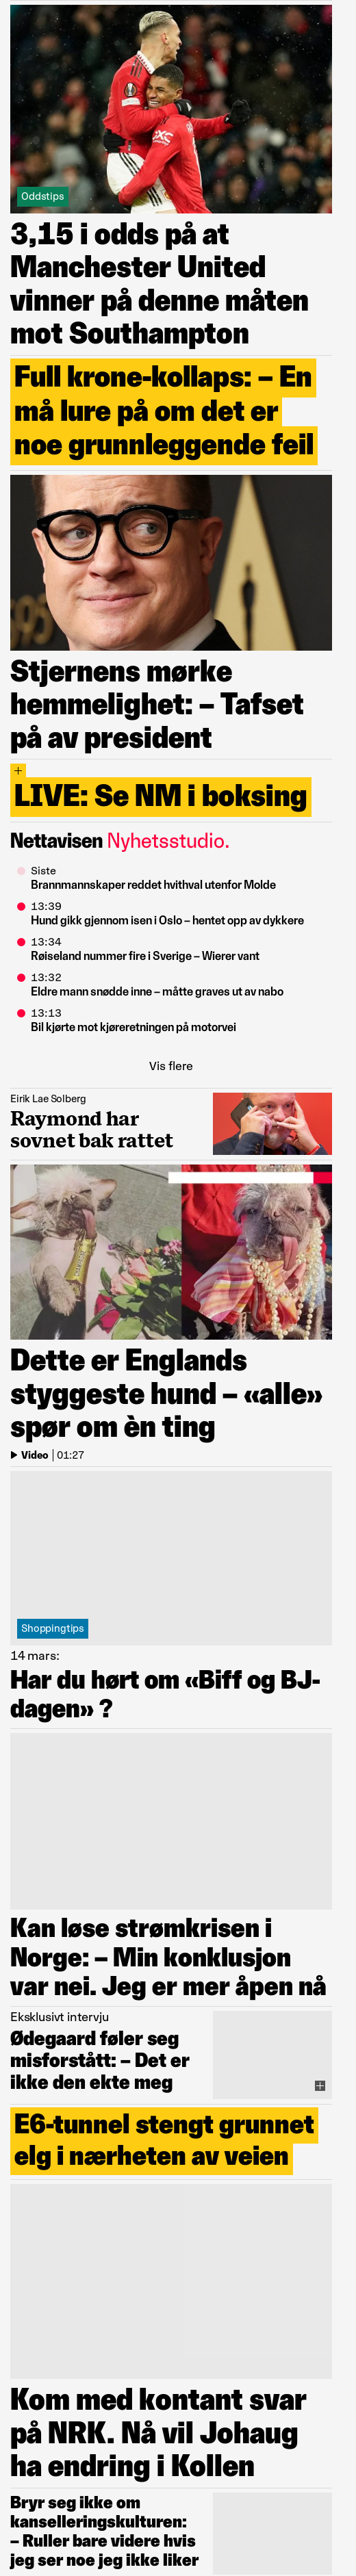 Oddstips
3,15 i odds på at
Manchester United
vinner på denne måten
mot Southampton
Full krone-kollaps: – En
må lure på om det er
noe grunnleggende feil
Stjernens mørke
hemmelighet: – Tafset
på av president
+
LIVE: Se NM i boksing
Nettavisen Nyhetsstudio.
Siste
Brannmannskaper reddet hvithval utenfor Molde
13:39
Hund gikk gjennom isen i Oslo – hentet opp av dykkere
13:34
Røiseland nummer fire i Sverige – Wierer vant
13:32
Eldre mann snødde inne – måtte graves ut av nabo
13:13
Bil kjørte mot kjøreretningen på motorvei
Vis flere
Eirik Lae Solberg
Raymond har
sovnet bak rattet
Dette er Englands
styggeste hund – «alle»
spør om èn ting
Video | 01:27
Shoppingtips
14 mars:
Har du hørt om «Biff og BJ-
dagen» ?
Kan løse strømkrisen i
Norge: – Min konklusjon
var nei. Jeg er mer åpen nå
Eksklusivt intervju
Ødegaard føler seg
misforstått: – Det er
ikke den ekte meg
E6-tunnel stengt grunnet
elg i nærheten av veien
Kom med kontant svar
på NRK. Nå vil Johaug
ha endring i Kollen
Bryr seg ikke om
kanselleringskulturen:
– Ruller bare videre hvis
jeg ser noe jeg ikke liker